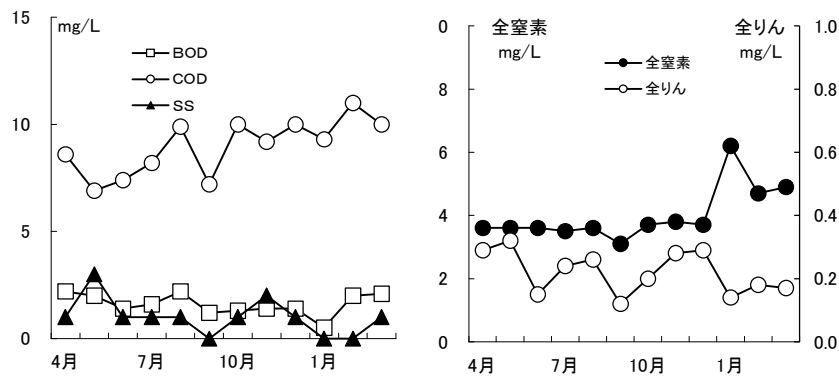 15
mg/L
BOD
COD
SS
10
5
0
4月 7月 10月 1月
全窒素 全りん
mg/L mg/L
全窒素
全りん
0 1.0
8 0.8
6 0.6
4 0.4
2 0.2
0 0.0
4月 7月 10月 1月